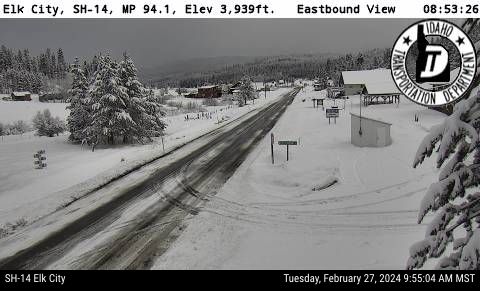 Elk City, SH-14, MP 94.1, Elev 3,939ft. Eastbound View 08:53:26
IDAHO
TRANSPORTATION DEPARTMENT
SH-14 Elk City
Tuesday, February 27, 2024 9:55:04 AM MST